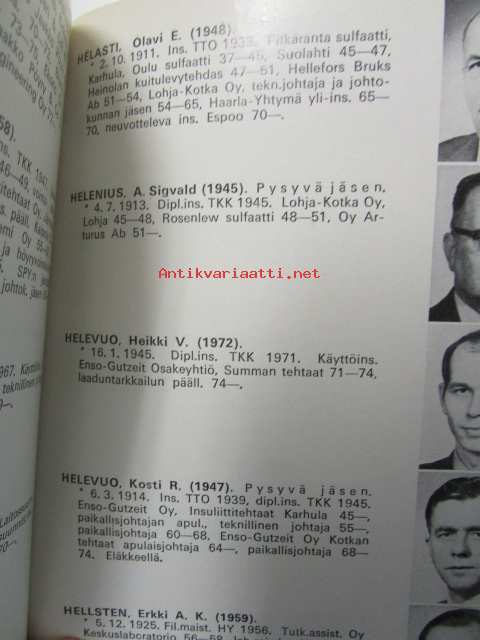 HELASTI, Olavi E. (1948).
* 2. 10. 1911. Ins. TTO 1933. Pitkäranta sulfaatti,
Karhula, Oulu sulfaatti 37—45, Suolahti 45—47,
Heinolan kuitulevytehdas 47—51, Hellefors Bruks
Ab 51—54, Lohja-Kotka Oy, tekn.johtaja ja johto-
kunnan jäsen 54—65, Haarla-Yhtymä yli-ins. 65—
70, neuvotteleva ins. Espoo 70—.
HELENIUS, A. Sigvald (1945). Pysyvä jäsen.
* 4. 7. 1913. Dipl.ins. TKK 1945. Lohja-Kotka Oy,
Lohja 45—48, Rosenlew sulfaatti 48—51, Oy Ar-
turus Ab 51—.
Antikvariaatti.net
HELEVUO, Heikki V. (1972).
* 16. 1. 1945. Dipl.ins. TKK 1971. Käyttöins.
Enso-Gutzeit Osakeyhtiö, Summan tehtaat 71—74,
laaduntarkkailun pääll. 74—.
HELEVUO, Kosti R. (1947). Pysyvä jäsen.
* 6. 3. 1914. Ins. TTO 1939, dipl.ins. TKK 1945.
Enso-Gutzeit Oy, Insuliittitehtaat Karhula 45—,
paikallisjohtajan apul., teknillinen johtaja 55—,
paikallisjohtaja 60—68, Enso-Gutzeit Oy Kotkan
tehtaat apulaisjohtaja 64—, paikallisjohtaja 68—
74. Eläkkeellä.
HELLSTEN, Erkki A. K. (1959).
* 5. 12. 1925. Fil.maist. HY 1956. Tutk.assist. Oy
Keskuslaboratorio 56—58